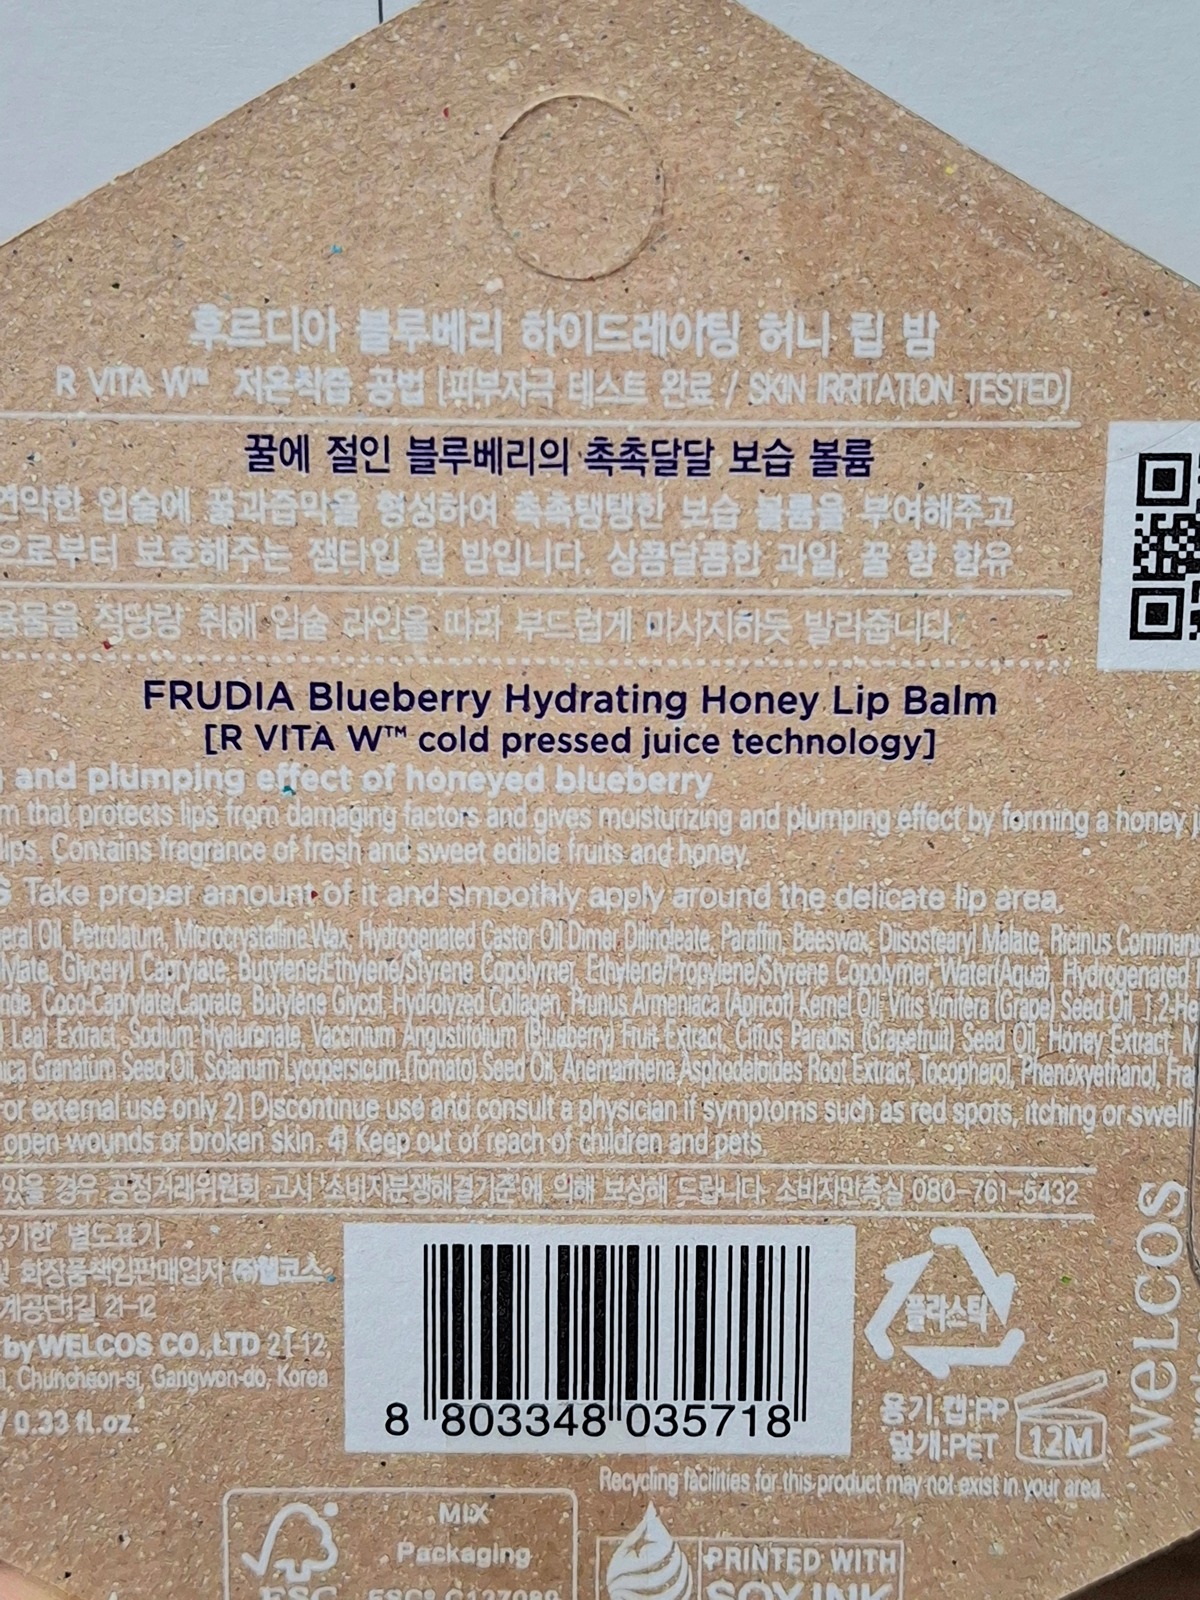 후르디아 블루베리 하이드레이팅 허니 립 밤
R VITA W™ 저온착즙 공법 [피부자극 테스트 완료 / SKIN IRRITATION TESTED]
꿀에 절인 블루베리의 촉촉달달 보습 볼륨
연약한 입술에 꿀과즙막을 형성하여 촉촉탱탱한 보습 볼륨을 부여해주고
으로부터 보호해주는 잼타입 립 밤입니다. 상콤달콤한 과일, 꿀 향 함유
용물을 적당량 취해 입술 라인을 따라 부드럽게 마사지하듯 발라줍니다.
FRUDIA Blueberry Hydrating Honey Lip Balm
[R VITA W™ cold pressed juice technology]
and plumping effect of honeyed blueberry
that protects lips from damaging factors and gives moisturizing and plumping effect by forming a honey
lips. Contains fragrance of fresh and sweet edible fruits and honey.
Take proper amount of it and smoothly apply around the delicate lip area.
Oil, Petrolatum, Microcrystalline Wax, Hydrogenated Castor Oil Dimer Dilinoleate, Paraffin, Beeswax, Diisostearyl Malate, Ricinus
Glyceryl Caprylate, Butylene/Ethylene/Styrene Copolymer, Ethylene/Propylene/Styrene Copolymer, Water(Aqua), Hydrogenated
Coco-Caprylate/Caprate, Butylene Glycol, Hydrolyzed Collagen, Prunus Armeniaca (Apricot) Kernel Oil, Vitis Vinifera (Grape) Seed Oil,
Leaf Extract, Sodium Hyaluronate, Vaccinium Angustifolium (Blueberry) Fruit Extract, Citrus Paradisi (Grapefruit) Seed Oil, Honey Extract,
Granatum Seed Oil, Solanum Lycopersicum (Tomato) Seed Oil, Anemarrhena Asphodeloides Root Extract, Tocopherol, Phenoxyethanol,
or external use only 2) Discontinue use and consult a physician if symptoms such as red spots, itching or swelli
open wounds or broken skin. 4) Keep out of reach of children and pets.
있을 경우 공정거래위원회 고시 '소비자분쟁해결기준'에 의해 보상해 드립니다. 소비자만족실 080-761-5432
용기한 별도표기
및 화장품책임판매업자 (주)웰코스
21-12
by WELCOS CO.,LTD 21-12,
Chuncheon-si, Gangwon-do, Korea
/ 0.33 fl.oz.
8 803348 035718
플라스틱
용기,캡:PP
덮개:PET
12M
WELCOS
Recycling facilities for this product may not exist in your area.
MIX
Packaging
FSC
FSC® C127089
PRINTED WITH
SOY INK